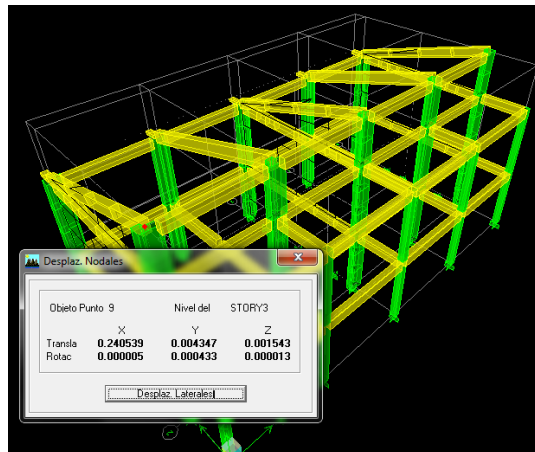 Desplaz. Nodales
Objeto Punto 9 Nivel del STORY3
X Y Z
Transla 0.240539 0.004347 0.001543
Rotac 0.000005 0.000433 0.000013
Desplaz. Laterales